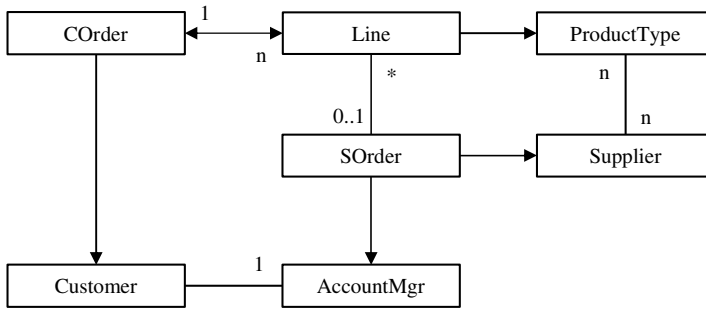 1
COrder
Line
ProductType
n
*
n
0..1
n
SOrder
Supplier
1
Customer
AccountMgr